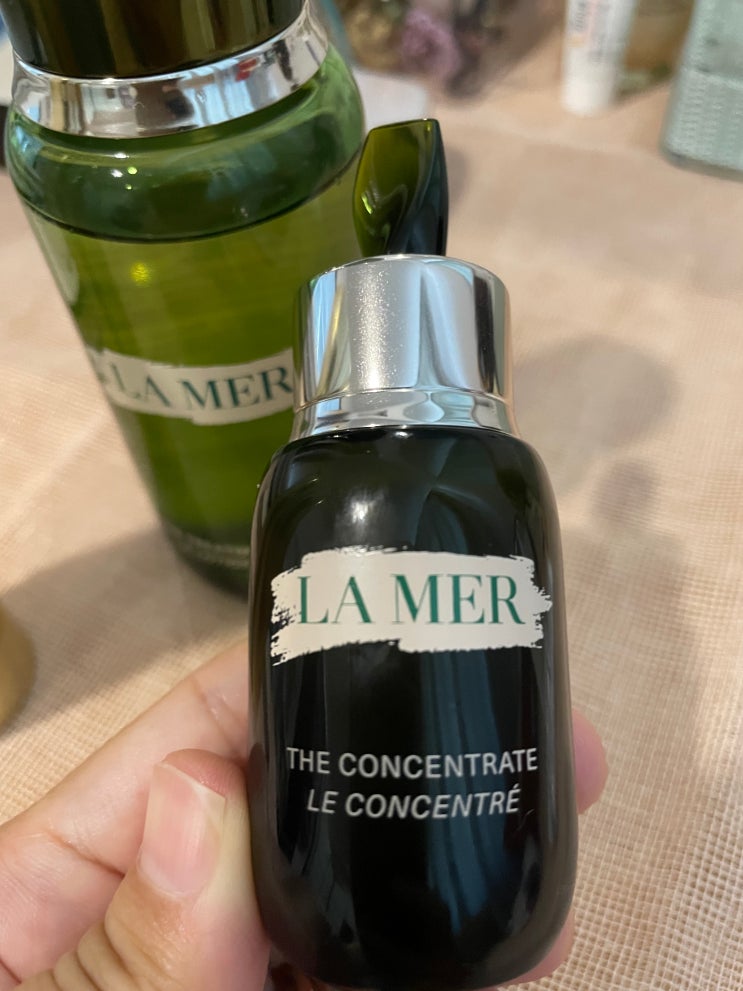 LA MER
LA MER
THE CONCENTRATE
LE CONCENTRÉ